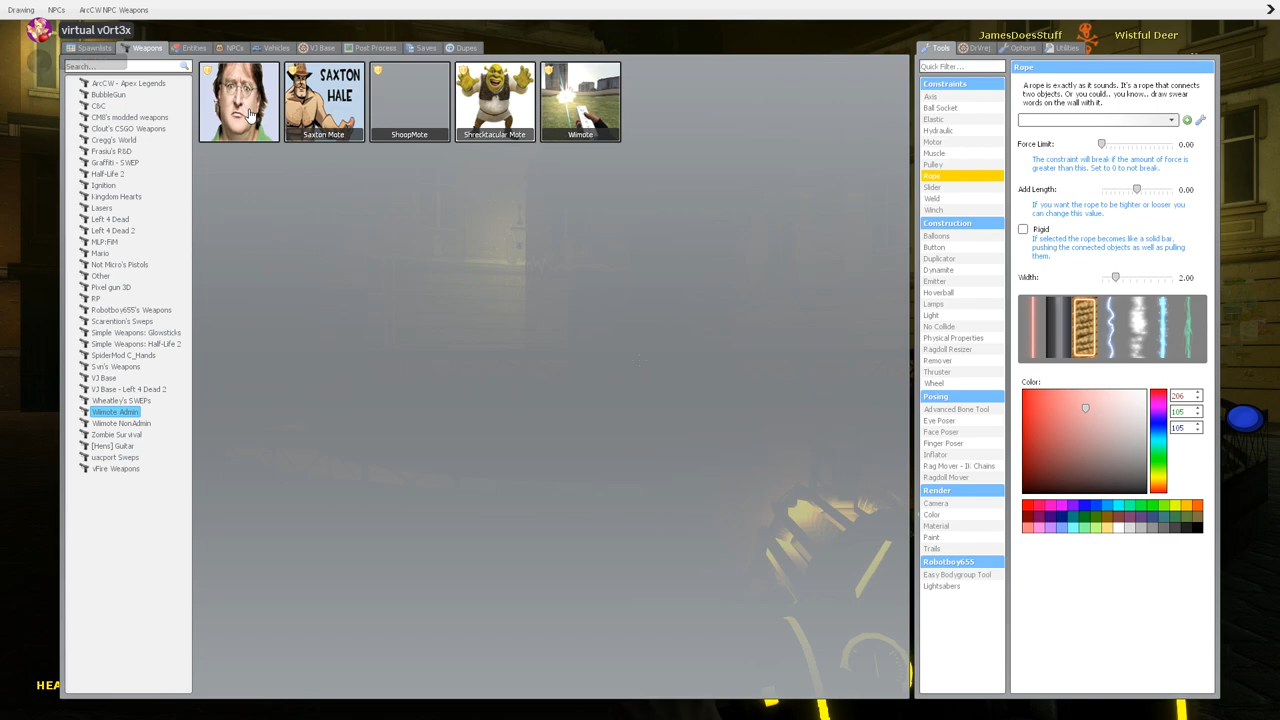 Drawing NPCs ArcCW NPC Weapons
virtual v0rt3x
JamesDoesStuff Wistful Deer
Spawnlists Weapons Entities NPCs Vehicles VJ Base Post Process Saves Dupes
Search...
ArcCW - Apex Legends
BubbleGun
C&C
CM8's modded weapons
Clout's CSGO Weapons
Cregg's World
Frasiu's R&D
Graffiti - SWEP
Half-Life 2
Ignition
Kingdom Hearts
Lasers
Left 4 Dead
Left 4 Dead 2
MLP:FiM
Mario
Not Micro's Pistols
Other
Pixel gun 3D
RP
Robotboy655's Weapons
Scarention's Sweps
Simple Weapons: Glowsticks
Simple Weapons: Half-Life 2
SpiderMod C_Hands
Svn's Weapons
VJ Base
VJ Base - Left 4 Dead 2
Wheatley's SWEPs
Wiimote Admin
Wiimote NonAdmin
Zombie Survival
[Hens] Guitar
uacport Sweps
vFire Weapons
SAXTON
HALE
Saxton Mote ShoopMote Shrecktacular Mote Wiimote
HEA
Tools DrVrej Options Utilities
Quick Filter...
Constraints
Axis
Ball Socket
Elastic
Hydraulic
Motor
Muscle
Pulley
Rope
Slider
Weld
Winch
Construction
Balloons
Button
Duplicator
Dynamite
Emitter
Hoverball
Lamps
Light
No Collide
Physical Properties
Ragdoll Resizer
Remover
Thruster
Wheel
Posing
Advanced Bone Tool
Eye Poser
Face Poser
Finger Poser
Inflator
Rag Mover - IK Chains
Ragdoll Mover
Render
Camera
Color
Material
Paint
Trails
Robotboy655
Easy Bodygroup Tool
Lightsabers
Rope
A rope is exactly as it sounds. It's a rope that connects
two objects. Or you could.. you know.. draw swear
words on the wall with it.
Force Limit: 0.00
The constraint will break if the amount of force is
greater than this. Set to 0 to not break.
Add Length: 0.00
If you want the rope to be tighter or looser you
can change this value.
Rigid
If selected the rope becomes like a solid bar,
pushing the connected objects as well as pulling
them.
Width: 2.00
Color:
206
105
105